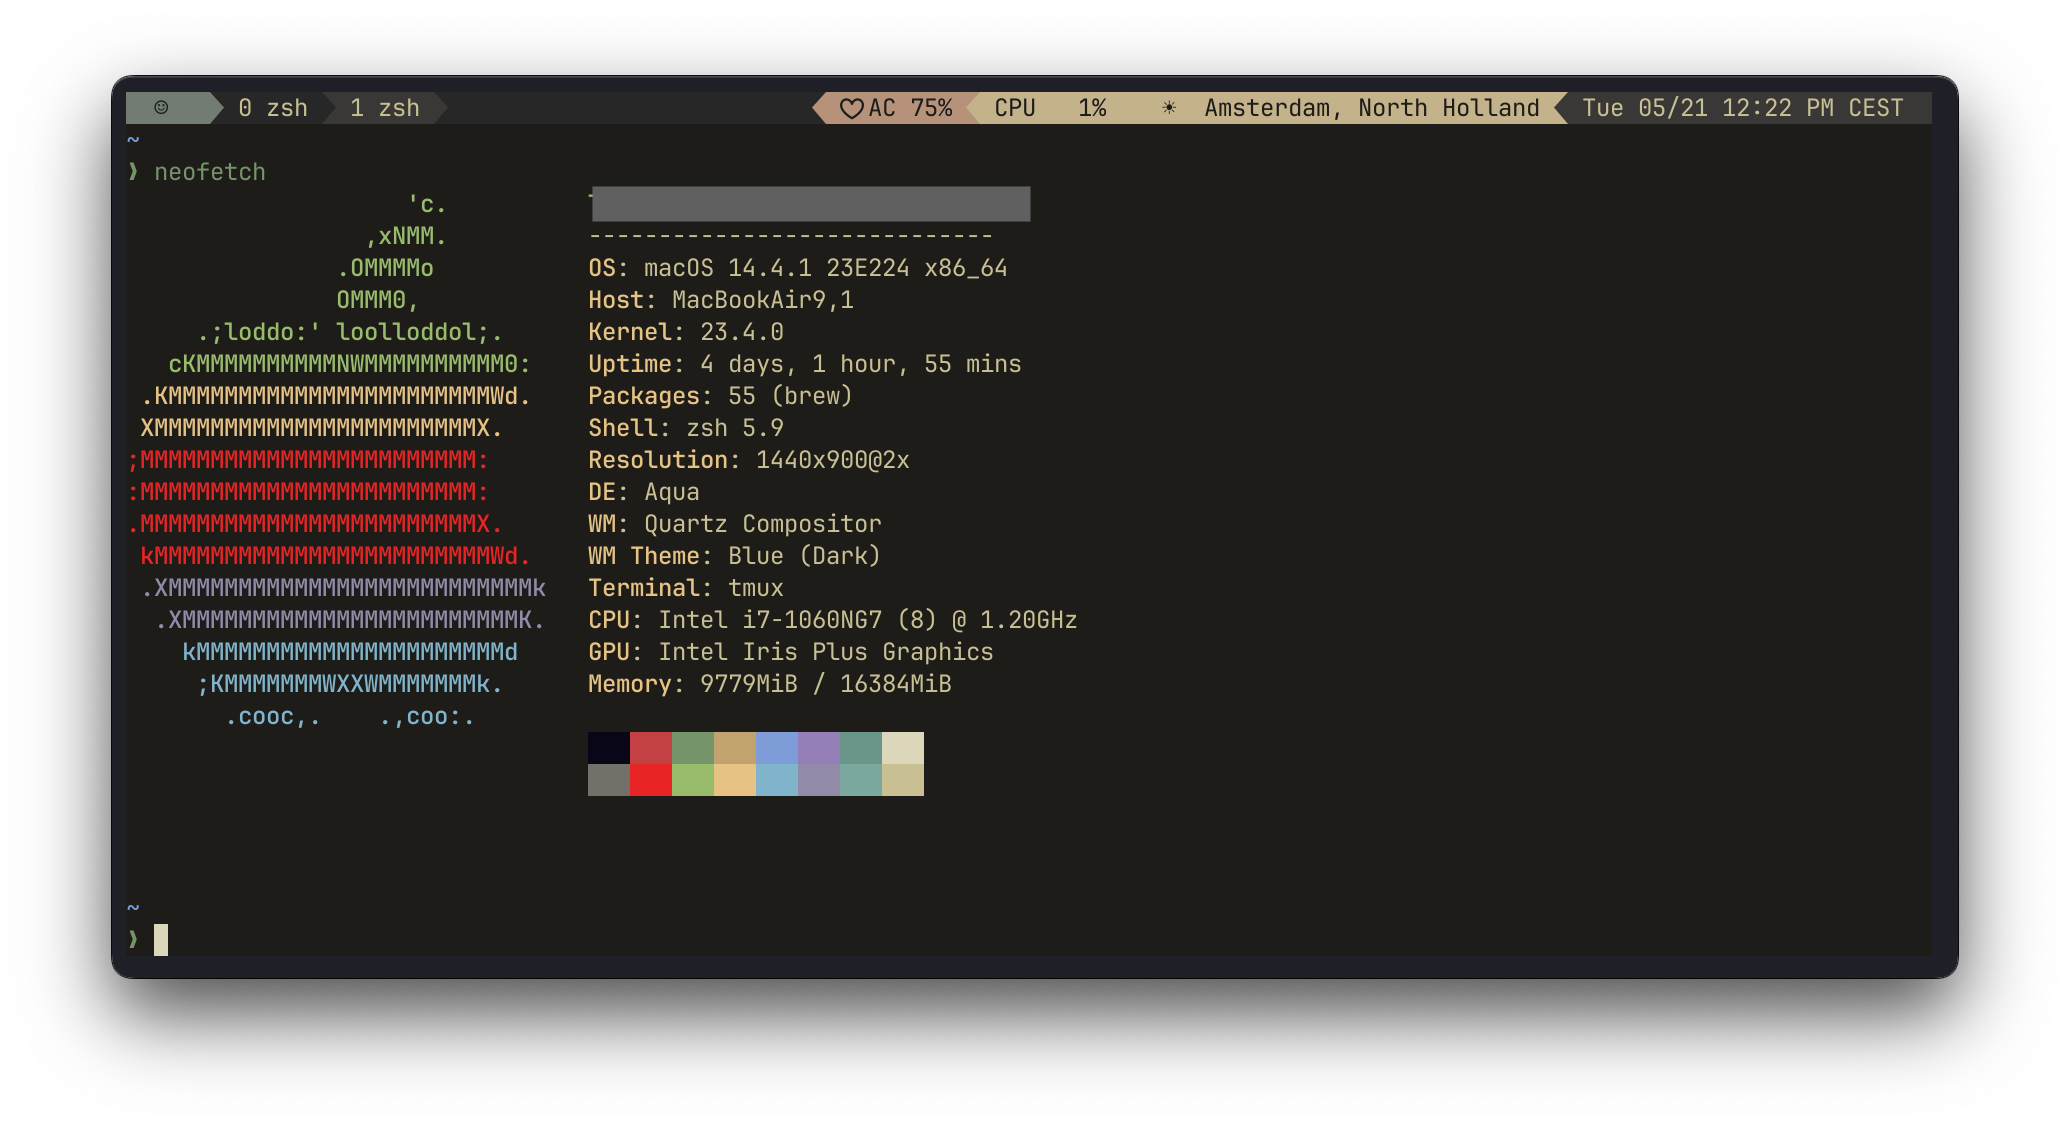 ☺ 0 zsh 1 zsh ♡ AC 75% CPU 1% ☀ Amsterdam, North Holland Tue 05/21 12:22 PM CEST
~
❯ neofetch
'c.
,xNMM. -----------------------------
.OMMMMo OS: macOS 14.4.1 23E224 x86_64
OMMM0, Host: MacBookAir9,1
.;loddo:' loolloddol;. Kernel: 23.4.0
cKMMMMMMMMMMNWMMMMMMMMMM0: Uptime: 4 days, 1 hour, 55 mins
.KMMMMMMMMMMMMMMMMMMMMMMMWd. Packages: 55 (brew)
XMMMMMMMMMMMMMMMMMMMMMMMX. Shell: zsh 5.9
;MMMMMMMMMMMMMMMMMMMMMMMM: Resolution: 1440x900@2x
:MMMMMMMMMMMMMMMMMMMMMMMM: DE: Aqua
.MMMMMMMMMMMMMMMMMMMMMMMMX. WM: Quartz Compositor
kMMMMMMMMMMMMMMMMMMMMMMMMWd. WM Theme: Blue (Dark)
.XMMMMMMMMMMMMMMMMMMMMMMMMMMk Terminal: tmux
.XMMMMMMMMMMMMMMMMMMMMMMMMK. CPU: Intel i7-1060NG7 (8) @ 1.20GHz
kMMMMMMMMMMMMMMMMMMMMMMd GPU: Intel Iris Plus Graphics
;KMMMMMMMWXXWMMMMMMMk. Memory: 9779MiB / 16384MiB
.cooc,. .,coo:.
~
❯